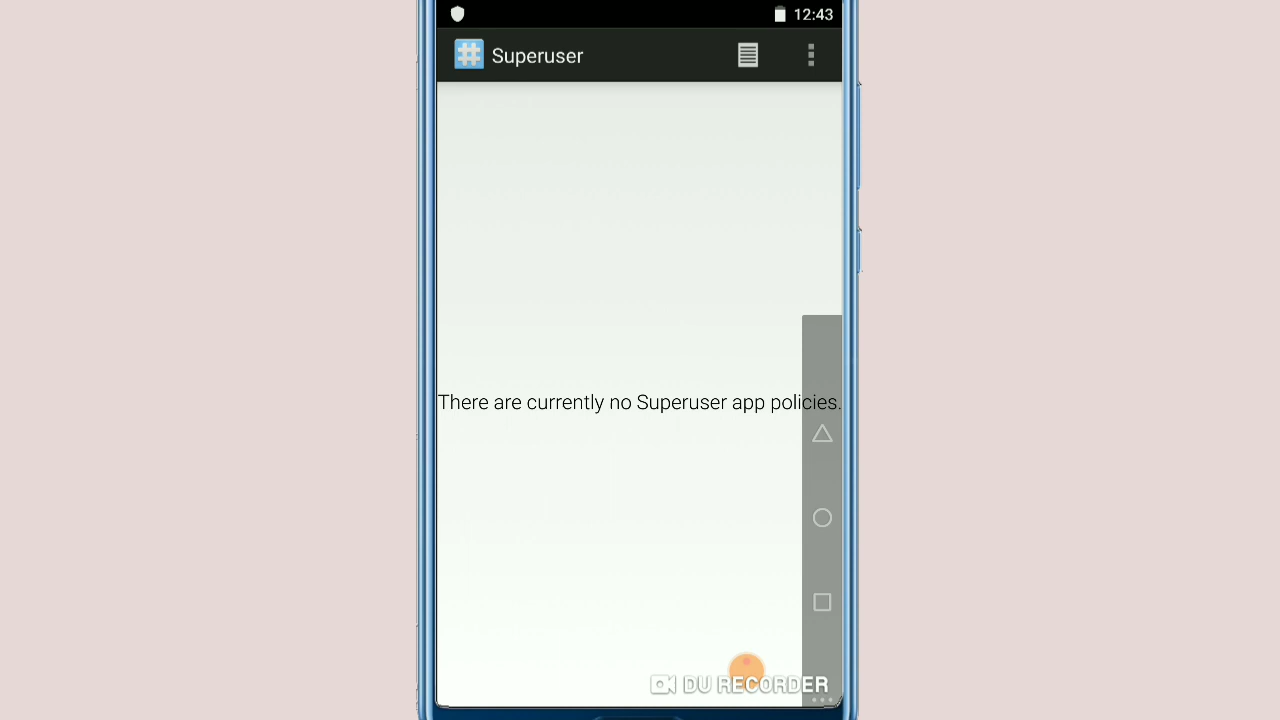 12:43
Superuser
There are currently no Superuser app policies.
DU RECORDER